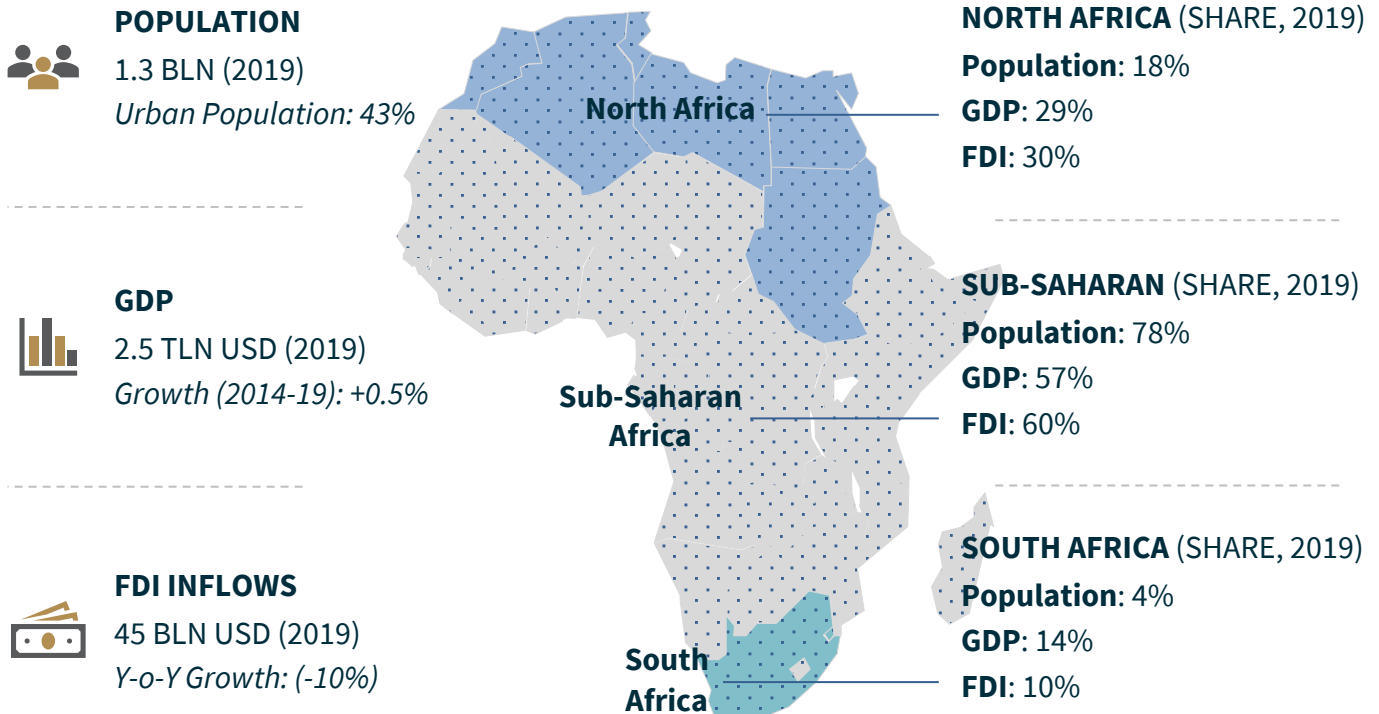 POPULATION
1.3 BLN (2019)
Urban Population: 43%
GDP
2.5 TLN USD (2019)
Growth (2014-19): +0.5%
FDI INFLOWS
45 BLN USD (2019)
Y-o-Y Growth: (-10%)
North Africa
Sub-Saharan
Africa
South
Africa
NORTH AFRICA (SHARE, 2019)
Population: 18%
GDP: 29%
FDI: 30%
SUB-SAHARAN (SHARE, 2019)
Population: 78%
GDP: 57%
FDI: 60%
SOUTH AFRICA (SHARE, 2019)
Population: 4%
GDP: 14%
FDI: 10%